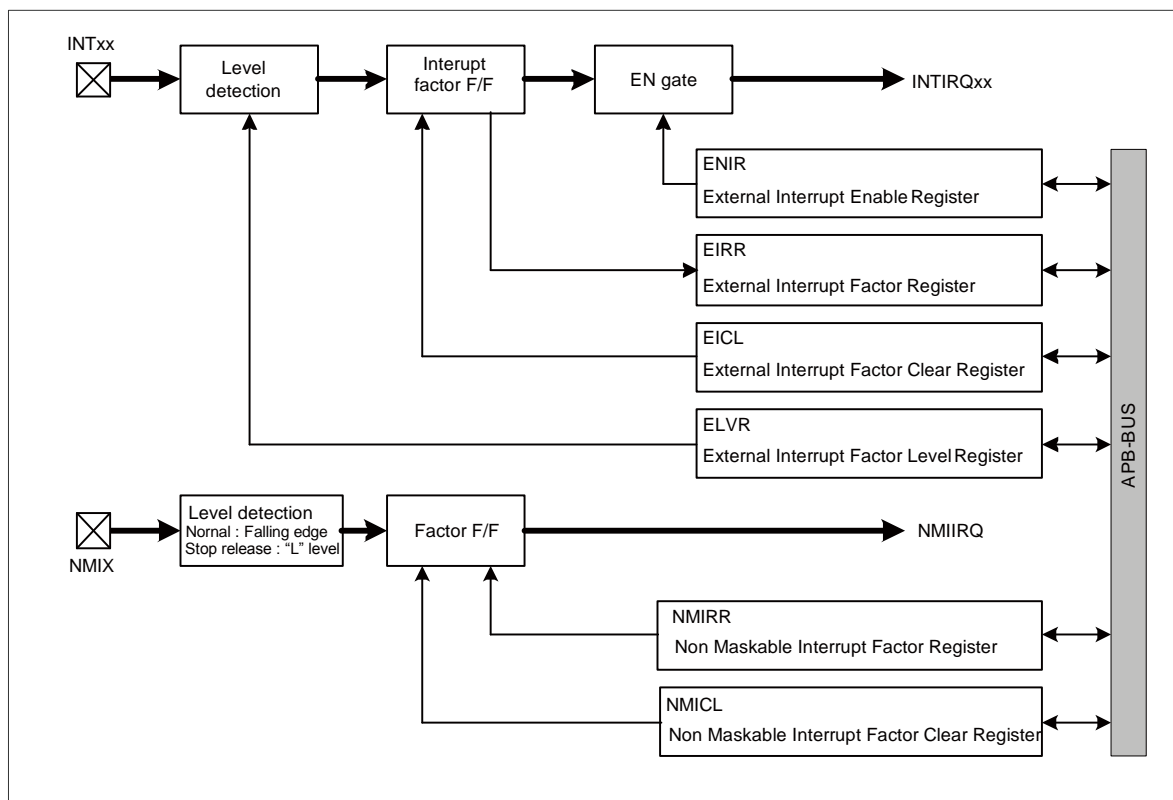 INTxx
Level
detection
Interupt
factor F/F
EN gate
INTIRQxx
ENIR
External Interrupt Enable Register
EIRR
External Interrupt Factor Register
EICL
External Interrupt Factor Clear Register
ELVR
External Interrupt Factor Level Register
APB-BUS
NMIX
Level detection
Nornal : Falling edge
Stop release : “L” level
Factor F/F
NMIIRQ
NMIRR
Non Maskable Interrupt Factor Register
NMICL
Non Maskable Interrupt Factor Clear Register